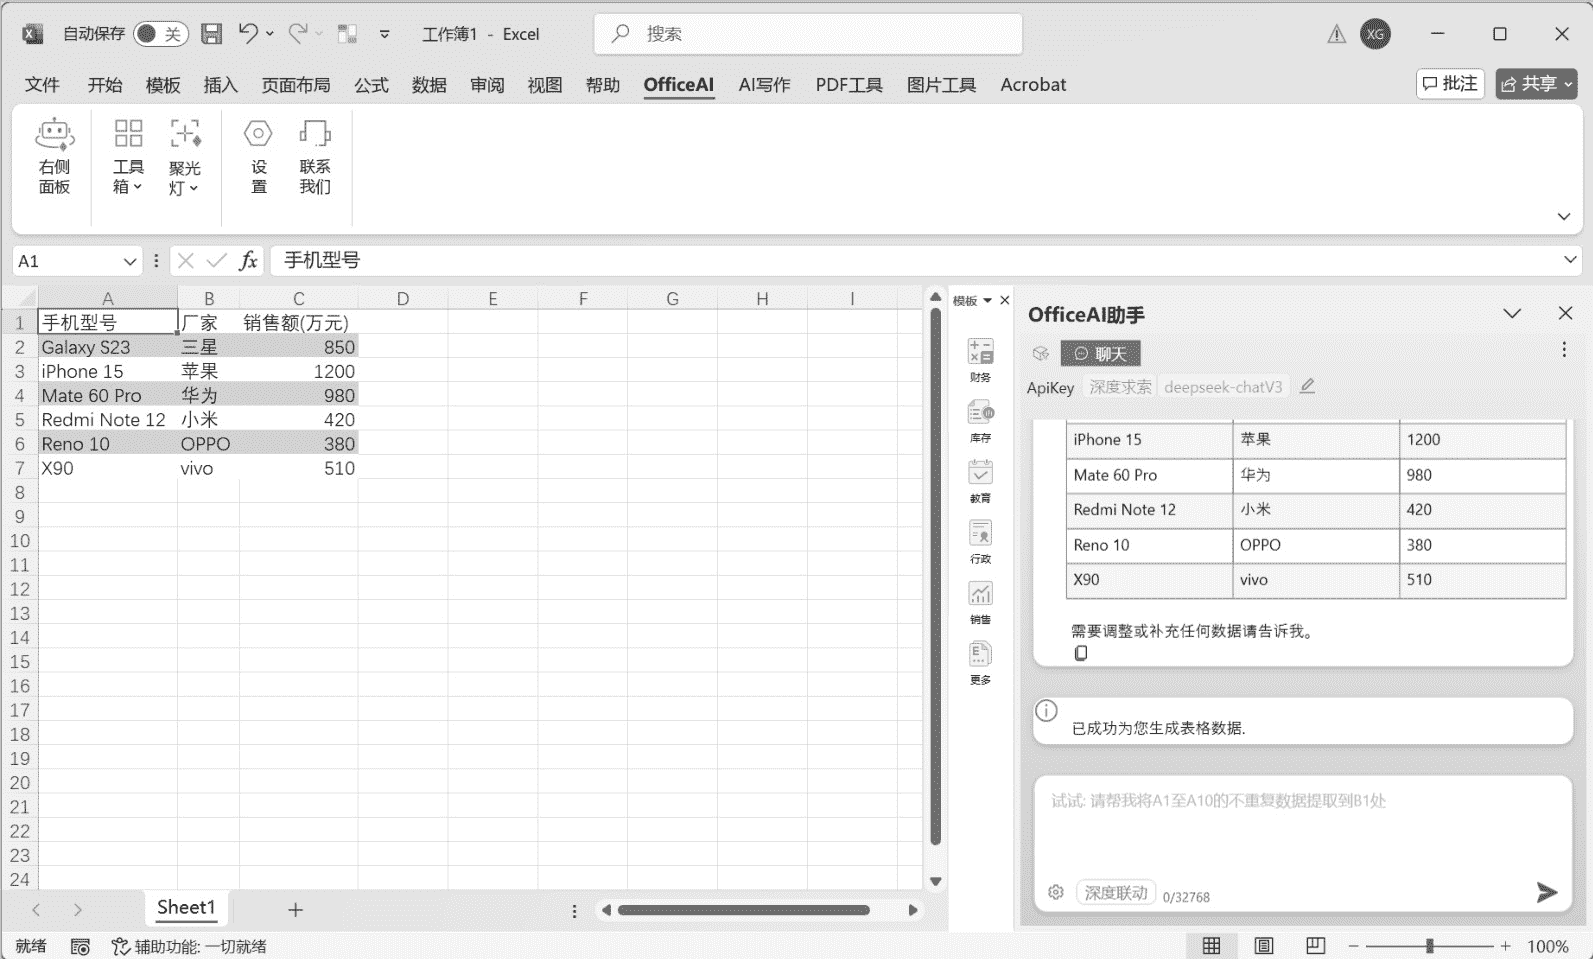 自动保存 关 工作簿1 - Excel 搜索 XG
文件 开始 模板 插入 页面布局 公式 数据 审阅 视图 帮助 OfficeAI AI写作 PDF工具 图片工具 Acrobat 批注 共享
右侧面板
工具箱
聚光灯
设置
联系我们
A1 fx 手机型号
A B C D E F G H I
1 手机型号 厂家 销售额(万元)
2 Galaxy S23 三星 850
3 iPhone 15 苹果 1200
4 Mate 60 Pro 华为 980
5 Redmi Note 12 小米 420
6 Reno 10 OPPO 380
7 X90 vivo 510
8
9
10
11
12
13
14
15
16
17
18
19
20
21
22
23
24
模板
财务
库存
教育
行政
销售
更多
OfficeAI助手
聊天
ApiKey 深度求索 deepseek-chatV3
iPhone 15 苹果 1200
Mate 60 Pro 华为 980
Redmi Note 12 小米 420
Reno 10 OPPO 380
X90 vivo 510
需要调整或补充任何数据请告诉我。
已成功为您生成表格数据.
试试: 请帮我将A1至A10的不重复数据提取到B1处
深度联动 0/32768
Sheet1
就绪 辅助功能: 一切就绪 100%